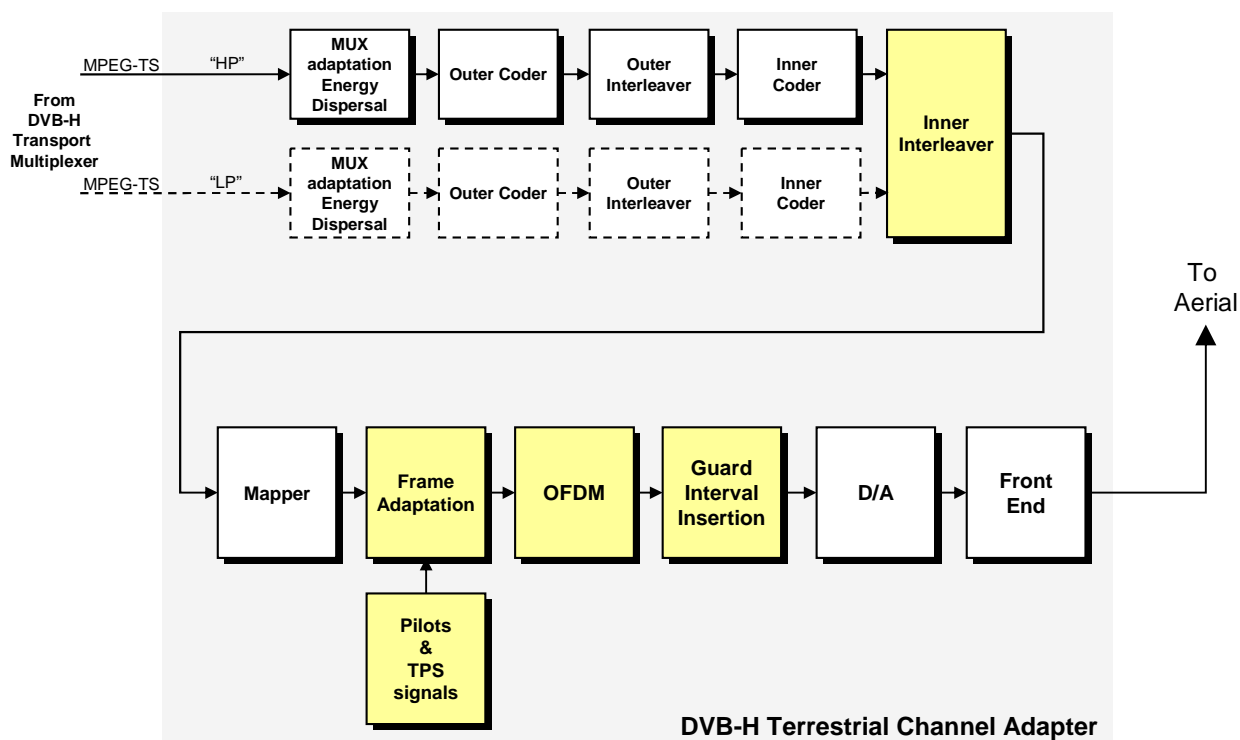 MPEG-TS
“HP”
From
DVB-H
Transport
Multiplexer
MPEG-TS
“LP”
MUX
adaptation
Energy
Dispersal
Outer Coder
Outer
Interleaver
Inner
Coder
Inner
Interleaver
MUX
adaptation
Energy
Dispersal
Outer Coder
Outer
Interleaver
Inner
Coder
To
Aerial
Mapper
Frame
Adaptation
OFDM
Guard
Interval
Insertion
D/A
Front
End
Pilots
&
TPS
signals
DVB-H Terrestrial Channel Adapter